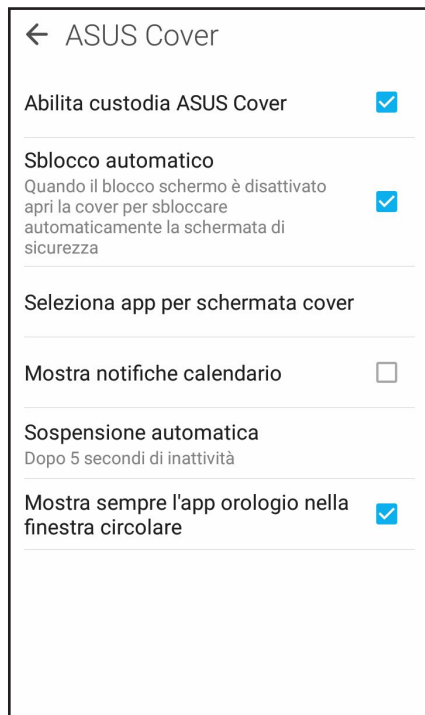 ASUS Cover
Abilita custodia ASUS Cover
Sblocco automatico
Quando il blocco schermo è disattivato
apri la cover per sbloccare
automaticamente la schermata di
sicurezza
Seleziona app per schermata cover
Mostra notifiche calendario
Sospensione automatica
Dopo 5 secondi di inattività
Mostra sempre l'app orologio nella
finestra circolare